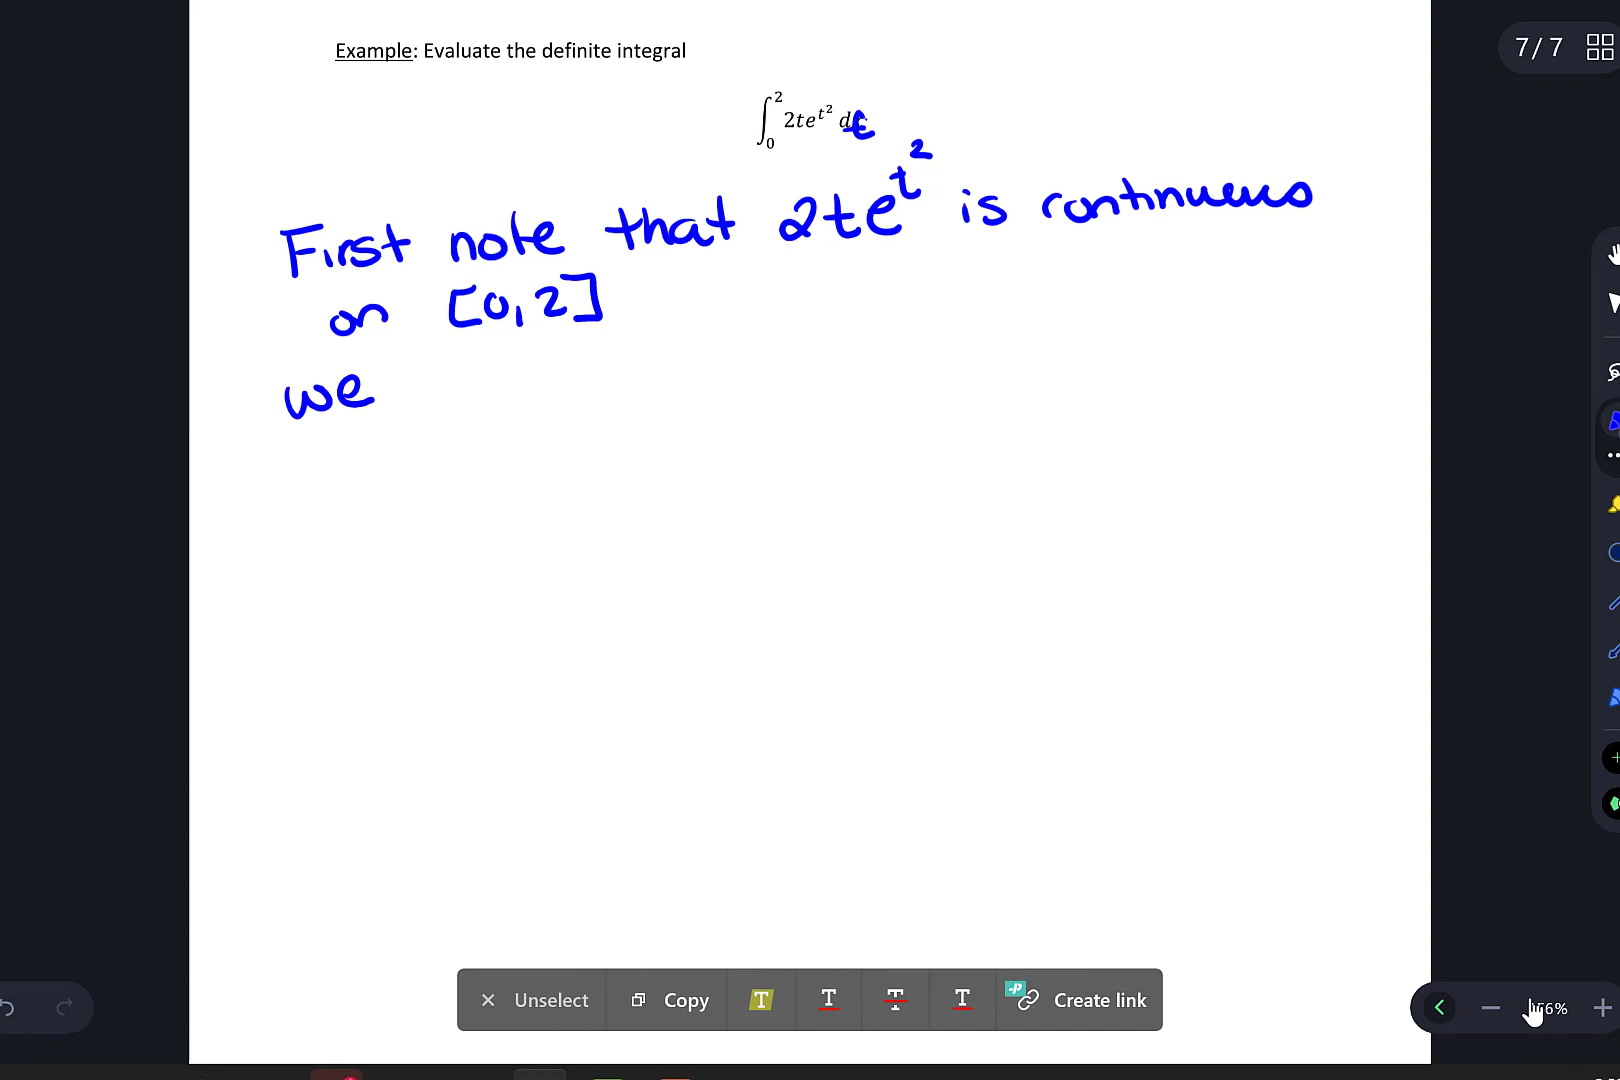 Example: Evaluate the definite integral
7/ 7
∫₀² 2te^{t²} dt
First note that 2te^{t²} is continuous
on [0,2]
we
Unselect Copy T T T T Create link
56%